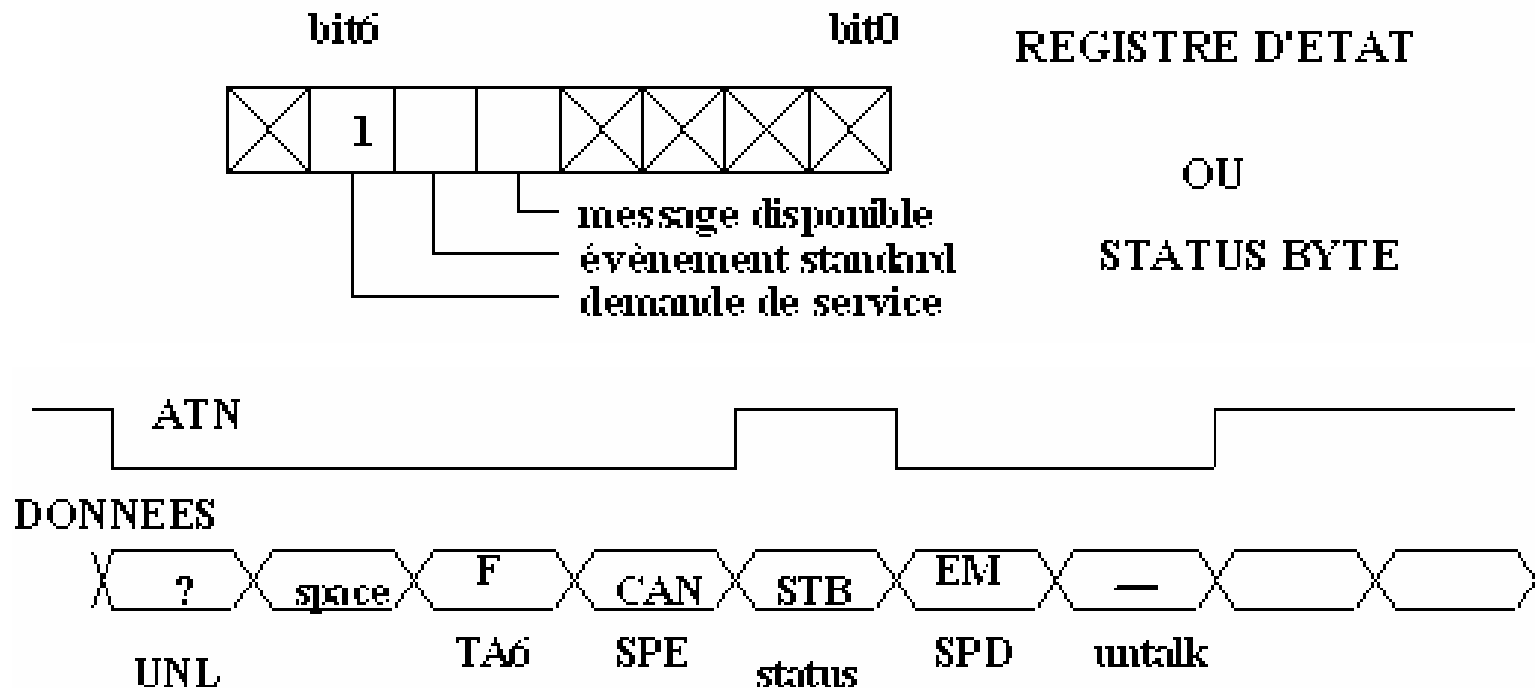 bit6 bit0
REGISTRE D'ETAT
1
OU
message disponible
évènement standard
STATUS BYTE
demande de service
ATN
DONNEES
? space F CAN STB EM —
UNL TA6 SPE status SPD untalk